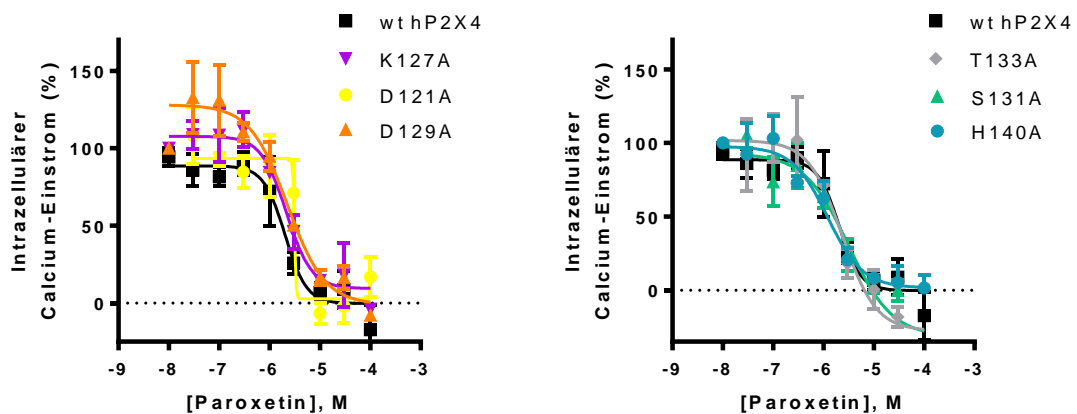 wt hP2X4
K127A
D121A
D129A
Intrazellulärer
Calcium-Einstrom (%)
150
100
50
0
-9 -8 -7 -6 -5 -4 -3
[Paroxetin], M
wt hP2X4
T133A
S131A
H140A
Intrazellulärer
Calcium-Einstrom (%)
150
100
50
0
-9 -8 -7 -6 -5 -4 -3
[Paroxetin], M